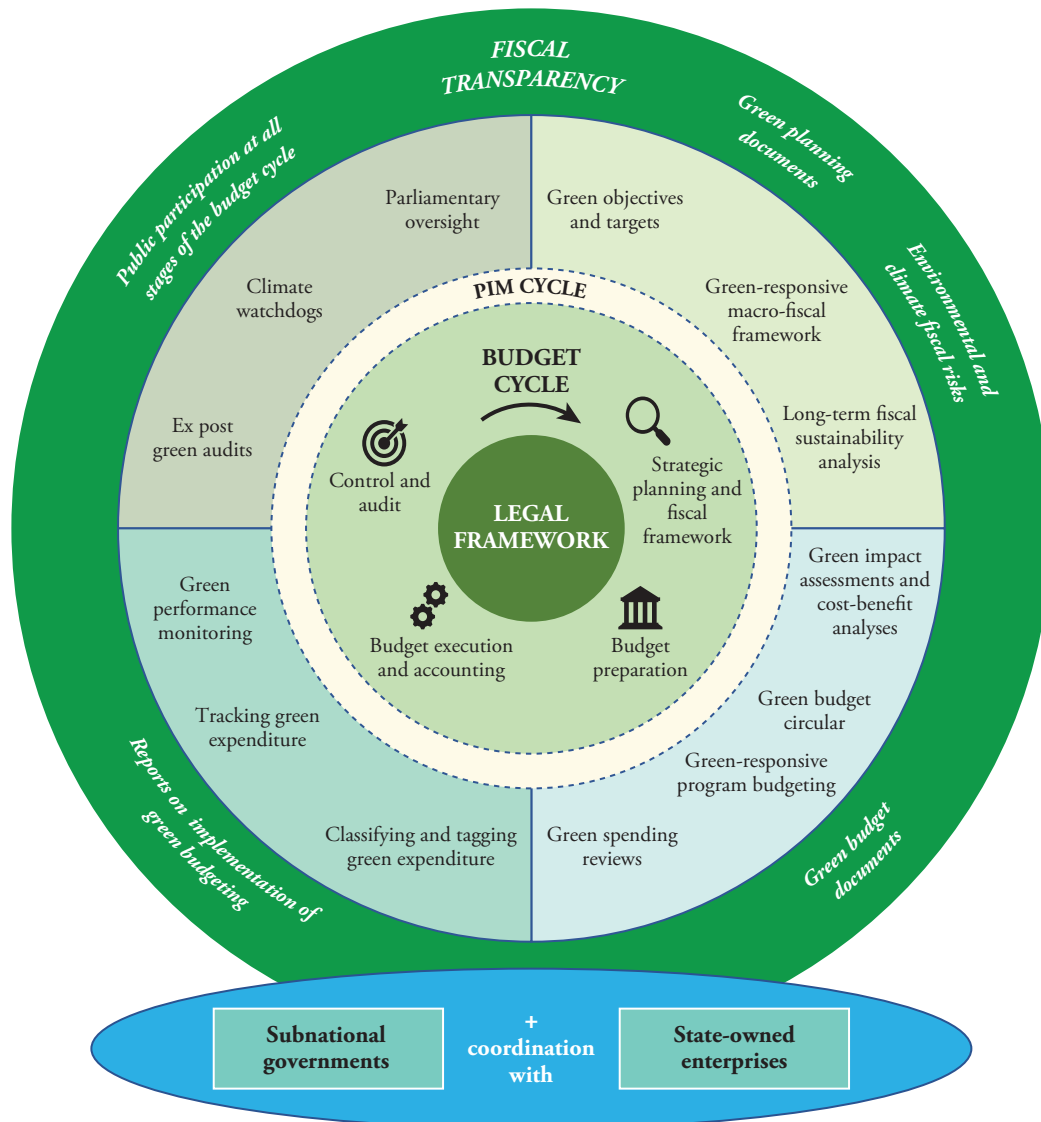 FISCAL
TRANSPARENCY
Green planning
documents
Environmental and
climate fiscal risks
Green budget
documents
Reports on implementation of
green budgeting
Public participation at all
stages of the budget cycle
Green objectives
and targets
Green-responsive
macro-fiscal
framework
Long-term fiscal
sustainability
analysis
Green impact
assessments and
cost-benefit
analyses
Green budget
circular
Green-responsive
program budgeting
Green spending
reviews
Classifying and tagging
green expenditure
Tracking green
expenditure
Green
performance
monitoring
Ex post
green audits
Climate
watchdogs
Parliamentary
oversight
PIM CYCLE
BUDGET
CYCLE
Strategic
planning and
fiscal
framework
Budget
preparation
Budget execution
and accounting
Control and
audit
LEGAL
FRAMEWORK
Subnational
governments
+
coordination
with
State-owned
enterprises